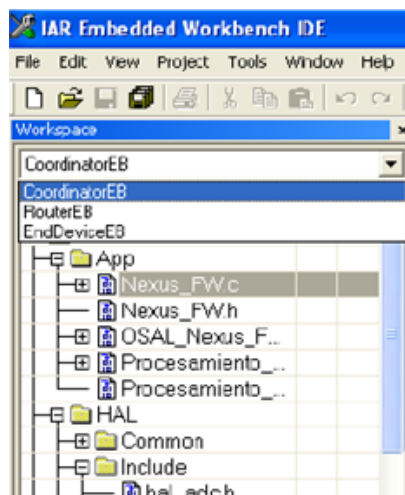 IAR Embedded Workbench IDE
File Edit View Project Tools Window Help
Workspace
CoordinatorEB
CoordinatorEB
RouterEB
EndDeviceEB
App
Nexus_FW.c
Nexus_FW.h
OSAL_Nexus_F...
Procesamiento_...
Procesamiento_...
HAL
Common
Include
hal_adc.h